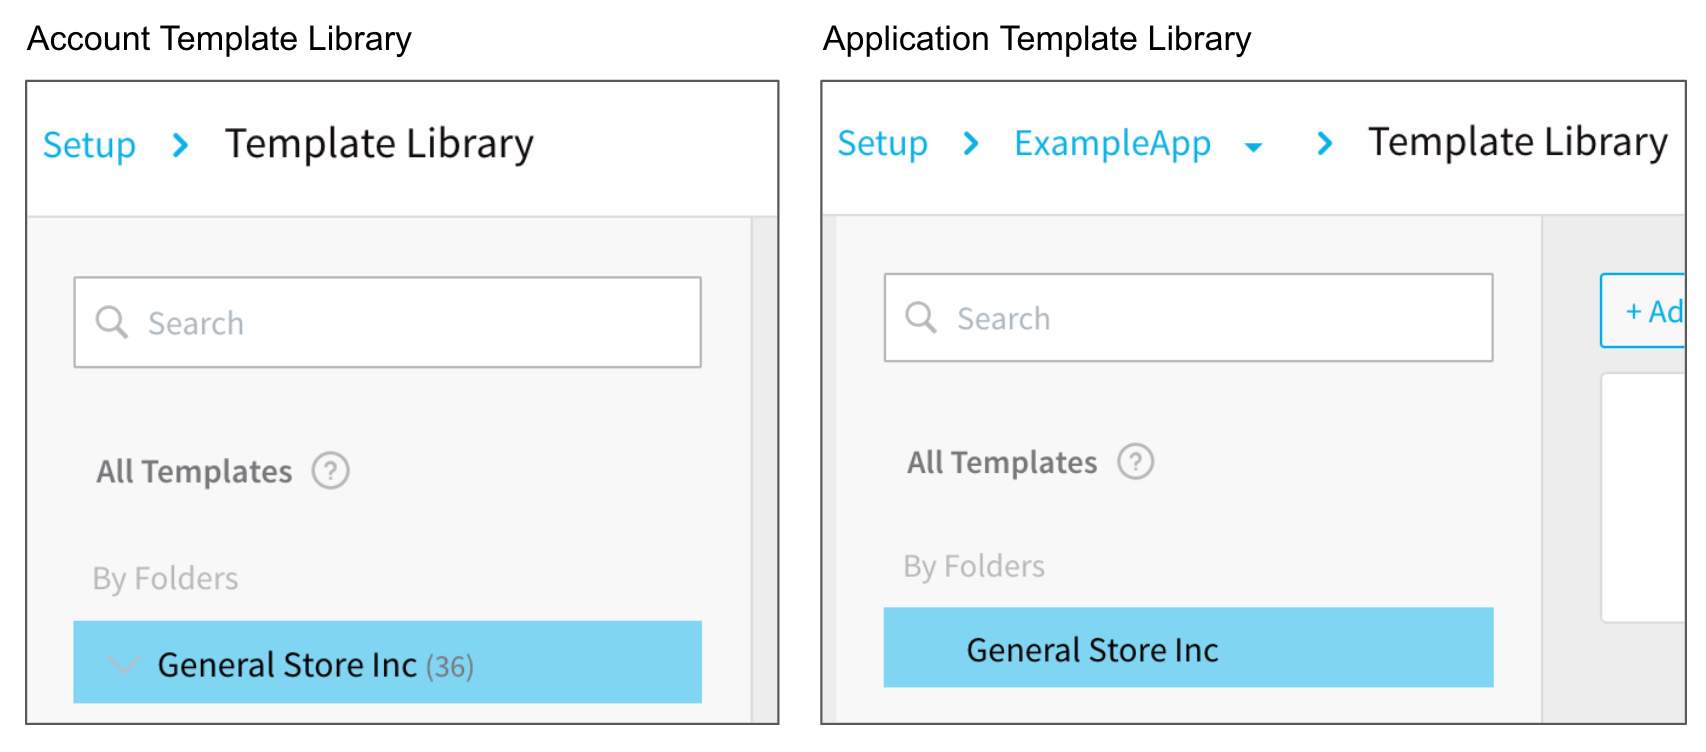 Account Template Library
Setup > Template Library
Search
All Templates ?
By Folders
General Store Inc (36)
Application Template Library
Setup > ExampleApp > Template Library
Search
+ Ad
All Templates ?
By Folders
General Store Inc